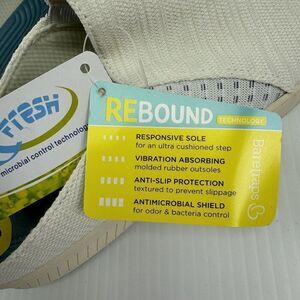 FRESH
microbial control technology
REBOUND
TECHNOLOGY
RESPONSIVE SOLE
for an ultra cushioned step
VIBRATION ABSORBING
molded rubber outsoles
ANTI-SLIP PROTECTION
textured to prevent slippage
ANTIMICROBIAL SHIELD
for odor & bacteria control
Baretraps